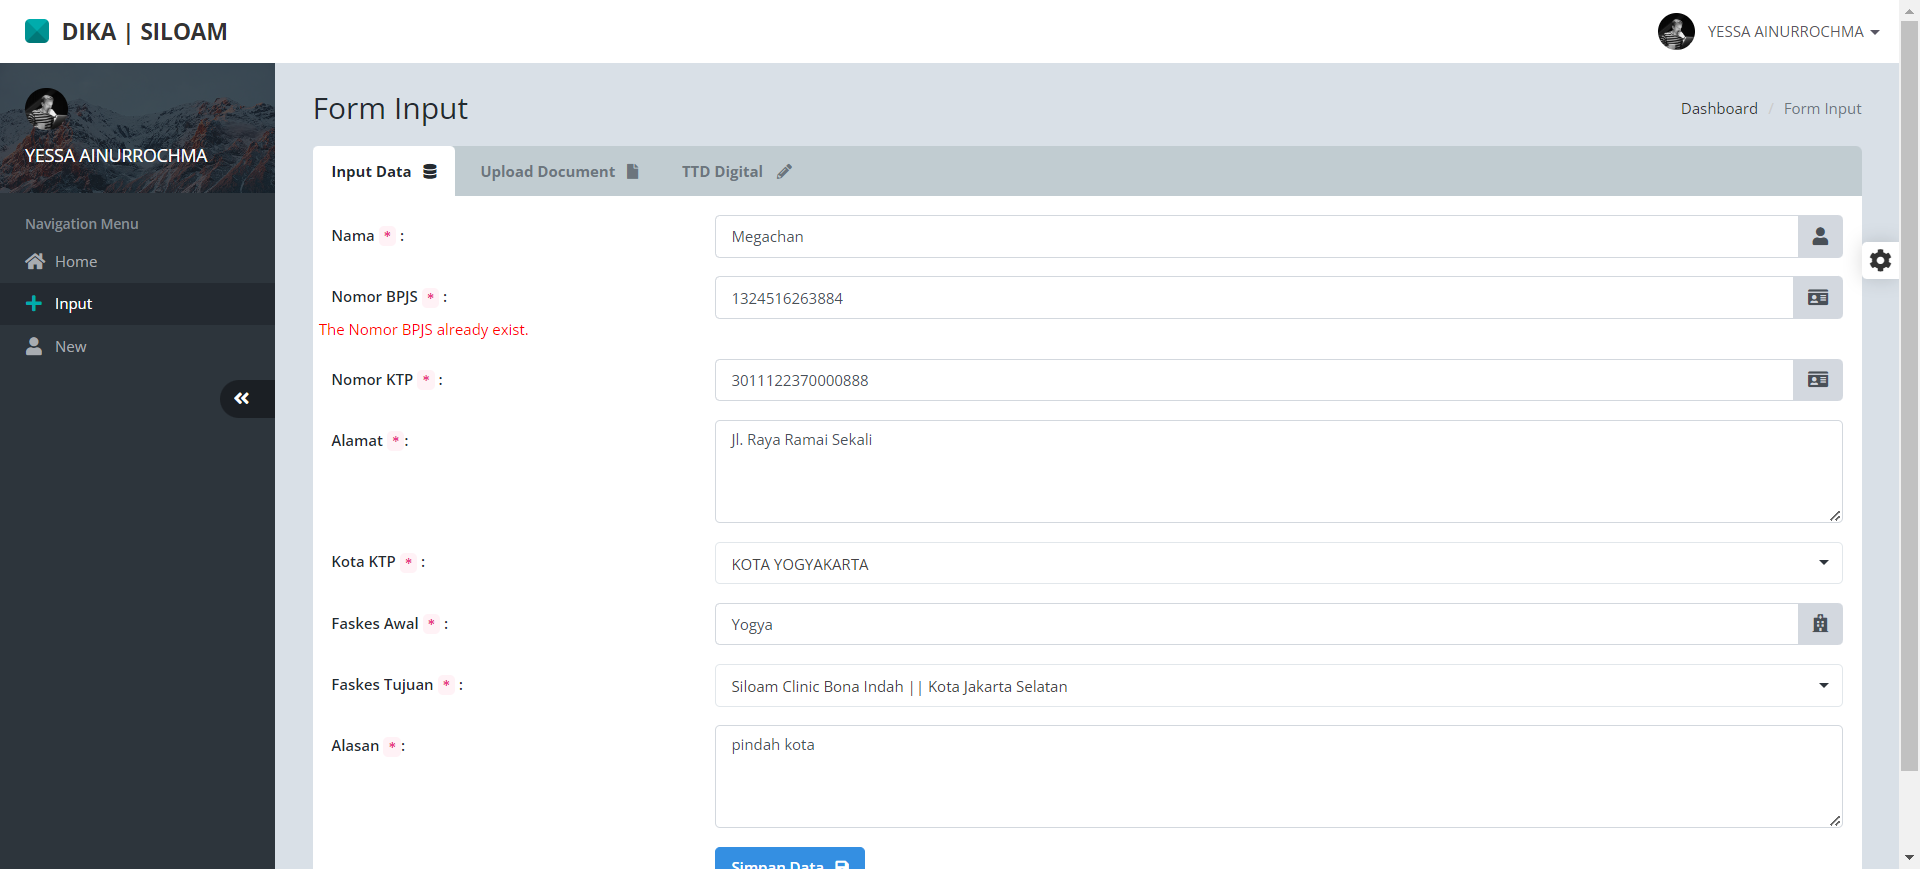 DIKA | SILOAM
YESSA AINURROCHMA
YESSA AINURROCHMA
Navigation Menu
Home
Input
New
Form Input
Dashboard / Form Input
Input Data
Upload Document
TTD Digital
Nama * :
Megachan
Nomor BPJS * :
1324516263884
The Nomor BPJS already exist.
Nomor KTP * :
3011122370000888
Alamat * :
Jl. Raya Ramai Sekali
Kota KTP * :
KOTA YOGYAKARTA
Faskes Awal * :
Yogya
Faskes Tujuan * :
Siloam Clinic Bona Indah || Kota Jakarta Selatan
Alasan * :
pindah kota
Simpan Data